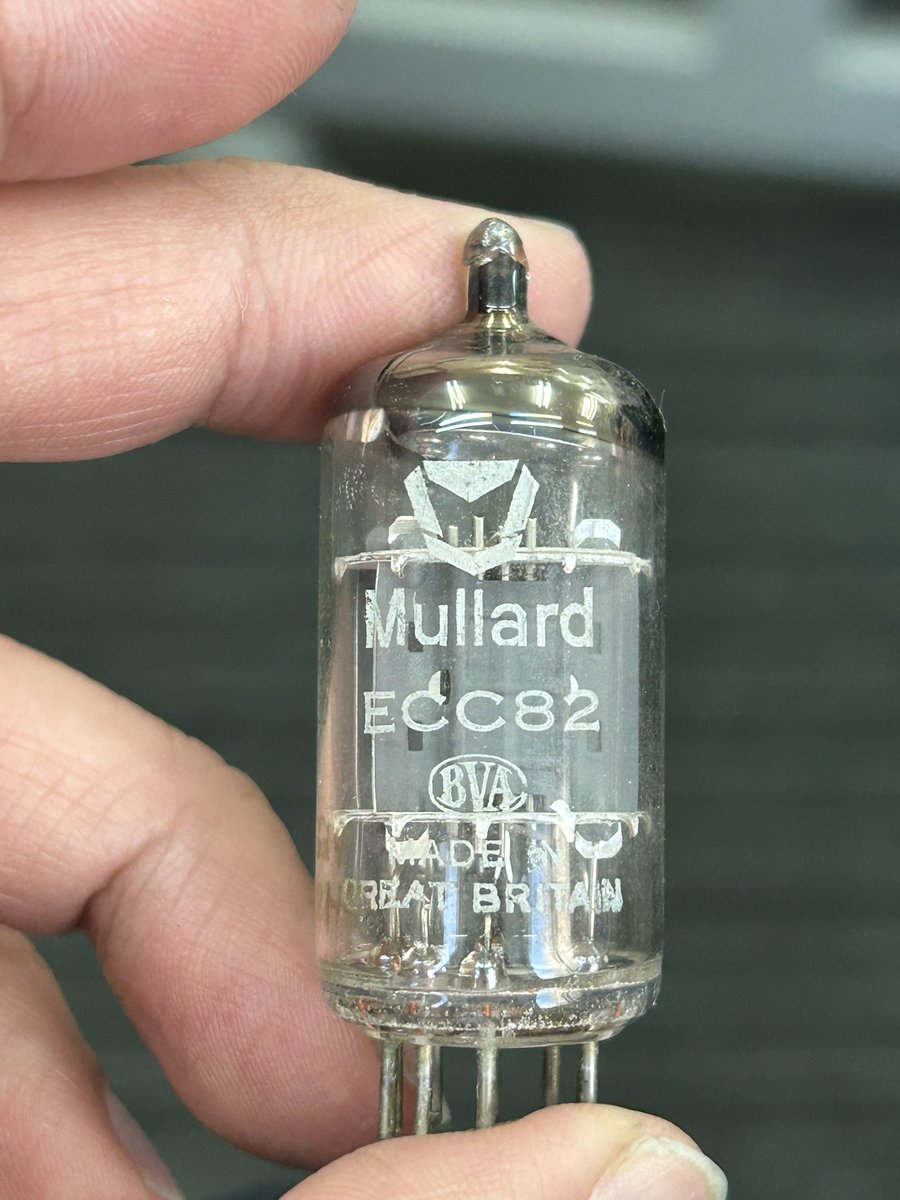 Mullard
ECC82
BVA
MADE IN
GREAT BRITAIN